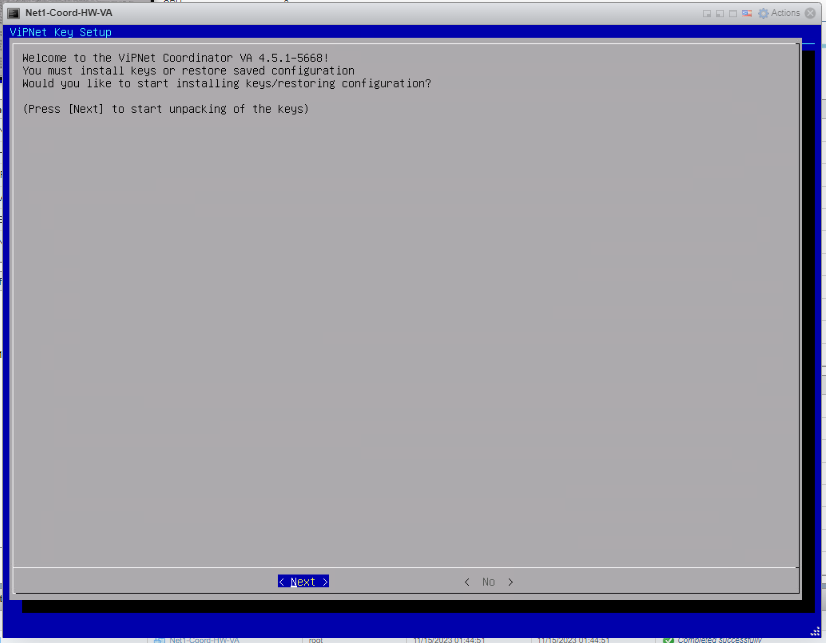 Net1-Coord-HW-VA
Actions
ViPNet Key Setup
Welcome to the ViPNet Coordinator VA 4.5.1-5668!
You must install keys or restore saved configuration
Would you like to start installing keys/restoring configuration?
(Press [Next] to start unpacking of the keys)
< Next >
< No >
Net1-Coord-HW-VA
root
11/15/2023 01:44:51
11/15/2023 01:44:51
Completed successfully